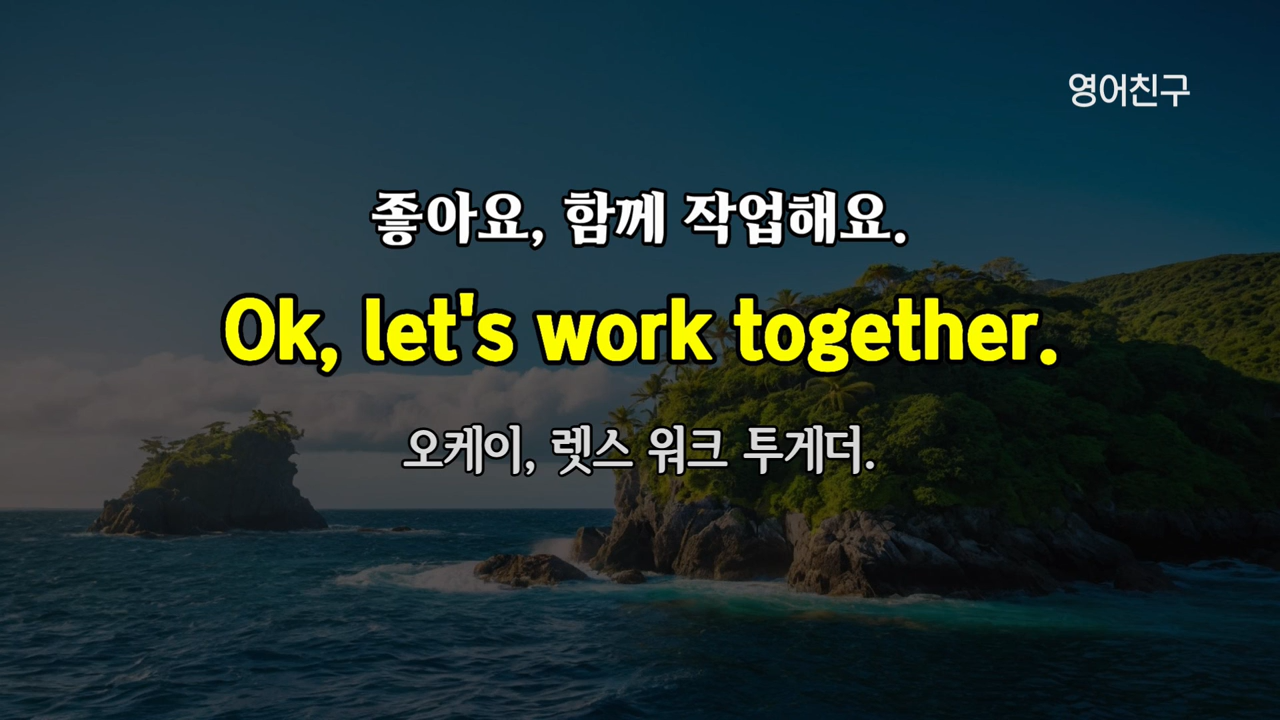 영어친구
좋아요, 함께 작업해요.
Ok, let's work together.
오케이, 렛스 워크 투게더.